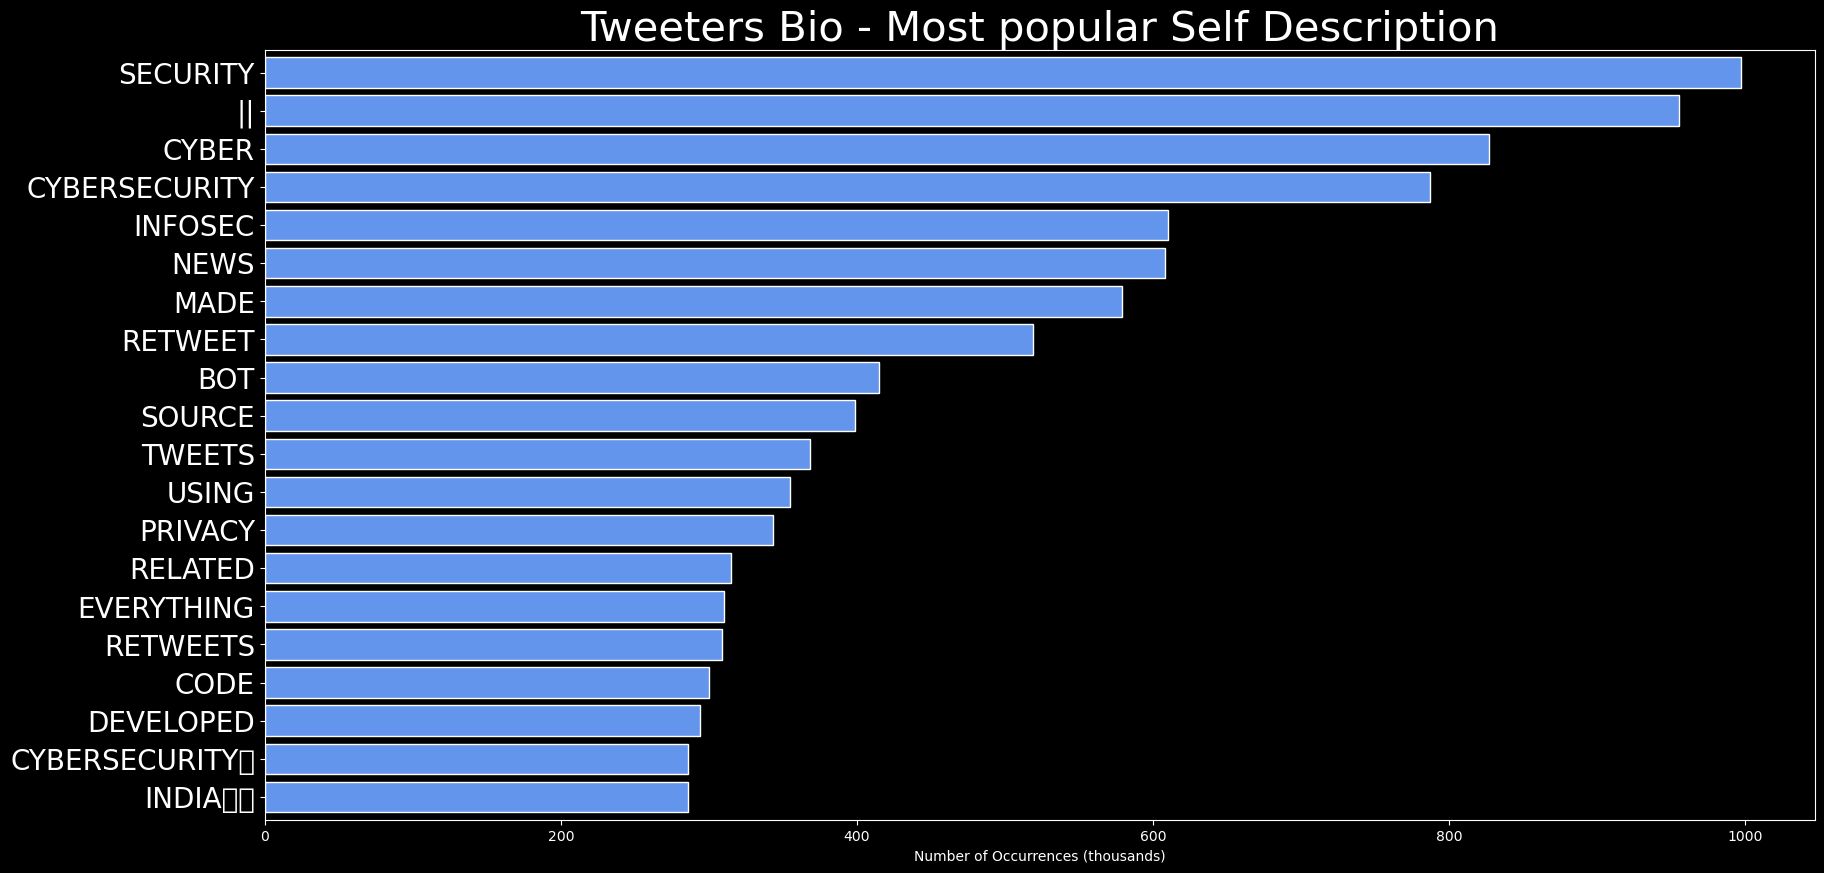 Tweeters Bio - Most popular Self Description
SECURITY
||
CYBER
CYBERSECURITY
INFOSEC
NEWS
MADE
RETWEET
BOT
SOURCE
TWEETS
USING
PRIVACY
RELATED
EVERYTHING
RETWEETS
CODE
DEVELOPED
CYBERSECURITY▯
INDIA▯▯
0 200 400 600 800 1000
Number of Occurrences (thousands)